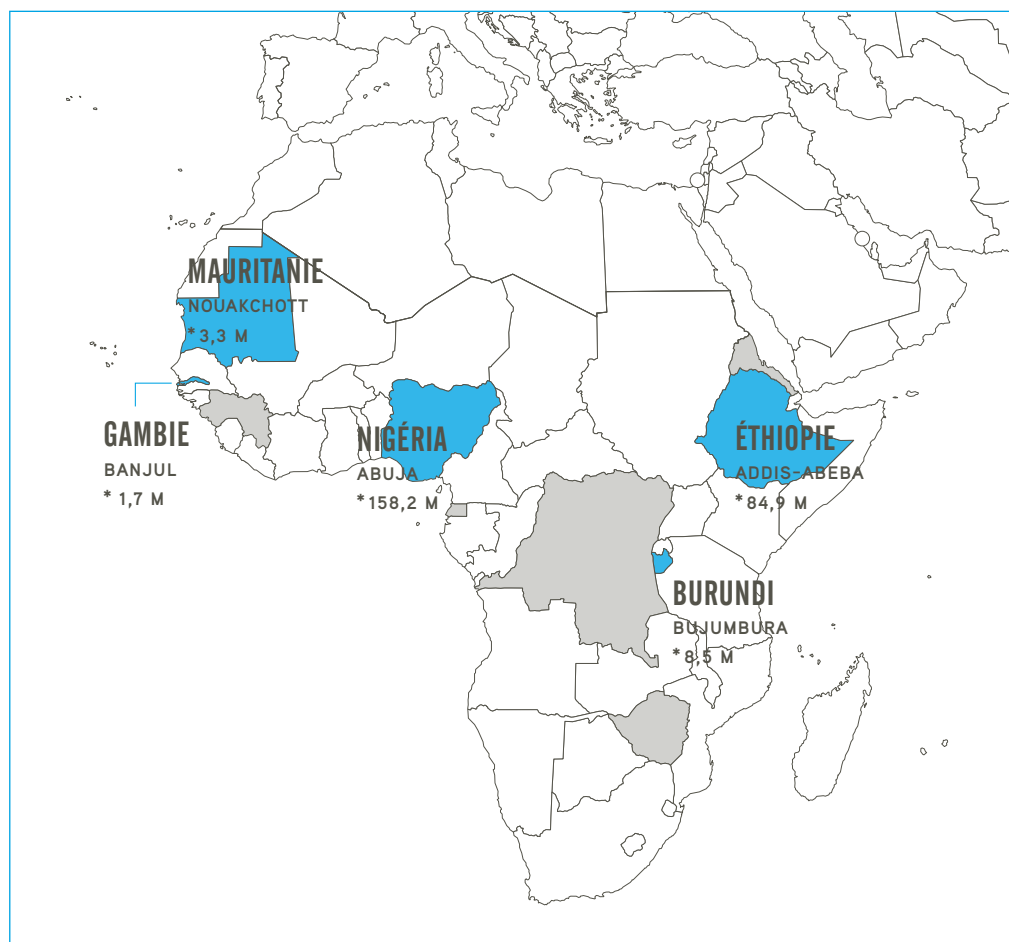 MAURITANIE
NOUAKCHOTT
*3,3 M
GAMBIE
BANJUL
* 1,7 M
NIGÉRIA
ABUJA
*158,2 M
ÉTHIOPIE
ADDIS-ABEBA
*84,9 M
BURUNDI
BUJUMBURA
*8,5 M